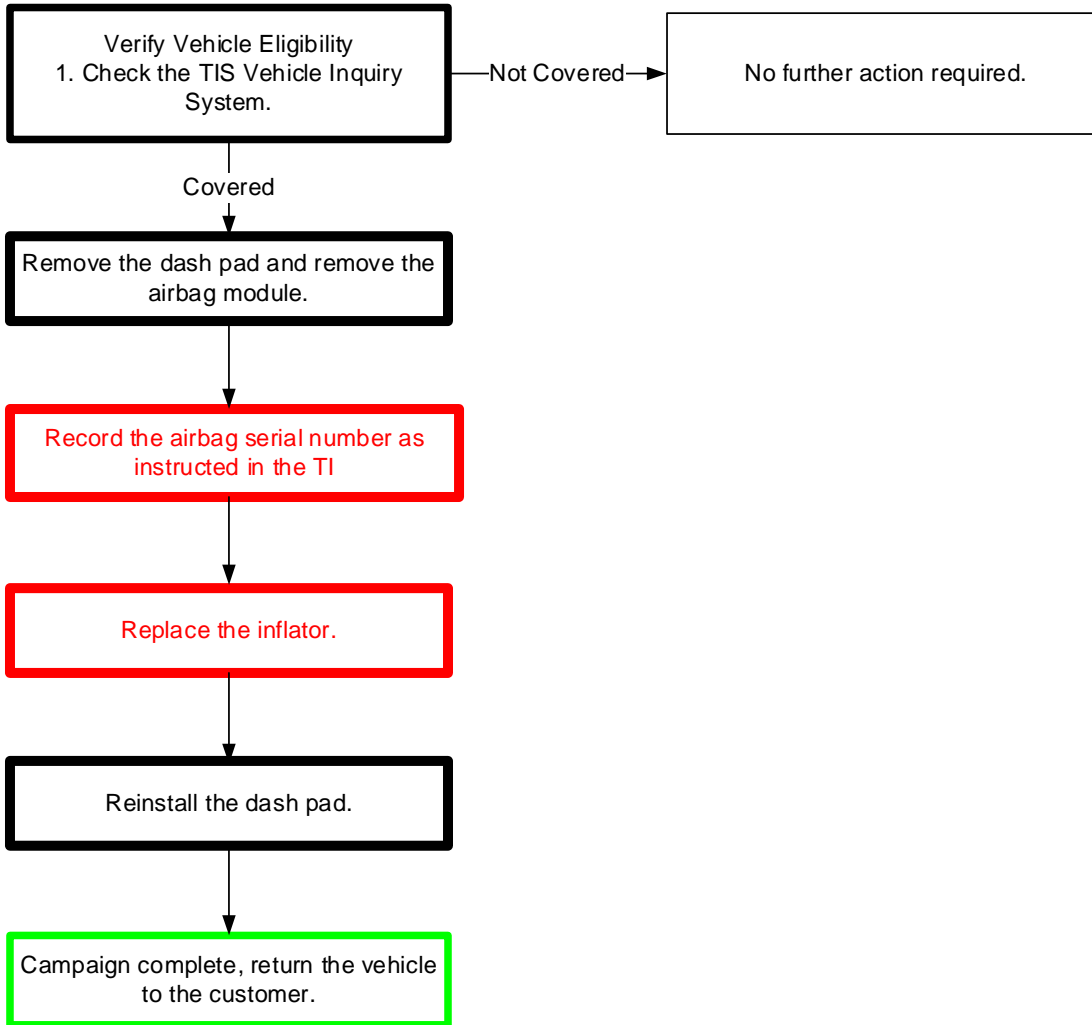 Verify Vehicle Eligibility
1. Check the TIS Vehicle Inquiry
System.
Not Covered
No further action required.
Covered
Remove the dash pad and remove the
airbag module.
Record the airbag serial number as
instructed in the TI
Replace the inflator.
Reinstall the dash pad.
Campaign complete, return the vehicle
to the customer.